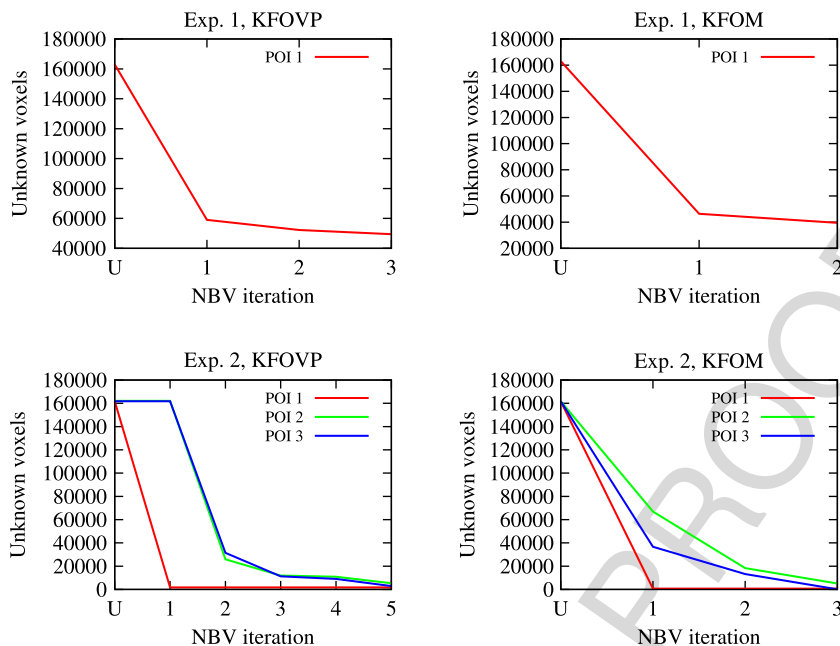 Exp. 1, KFOVP
180000
160000
140000
120000
100000
80000
60000
40000
Unknown voxels
POI 1
U 1 2 3
NBV iteration
Exp. 1, KFOM
180000
160000
140000
120000
100000
80000
60000
40000
20000
Unknown voxels
POI 1
U 1 2
NBV iteration
Exp. 2, KFOVP
180000
160000
140000
120000
100000
80000
60000
40000
20000
0
Unknown voxels
POI 1
POI 2
POI 3
U 1 2 3 4 5
NBV iteration
Exp. 2, KFOM
180000
160000
140000
120000
100000
80000
60000
40000
20000
0
Unknown voxels
POI 1
POI 2
POI 3
U 1 2 3
NBV iteration
PROO